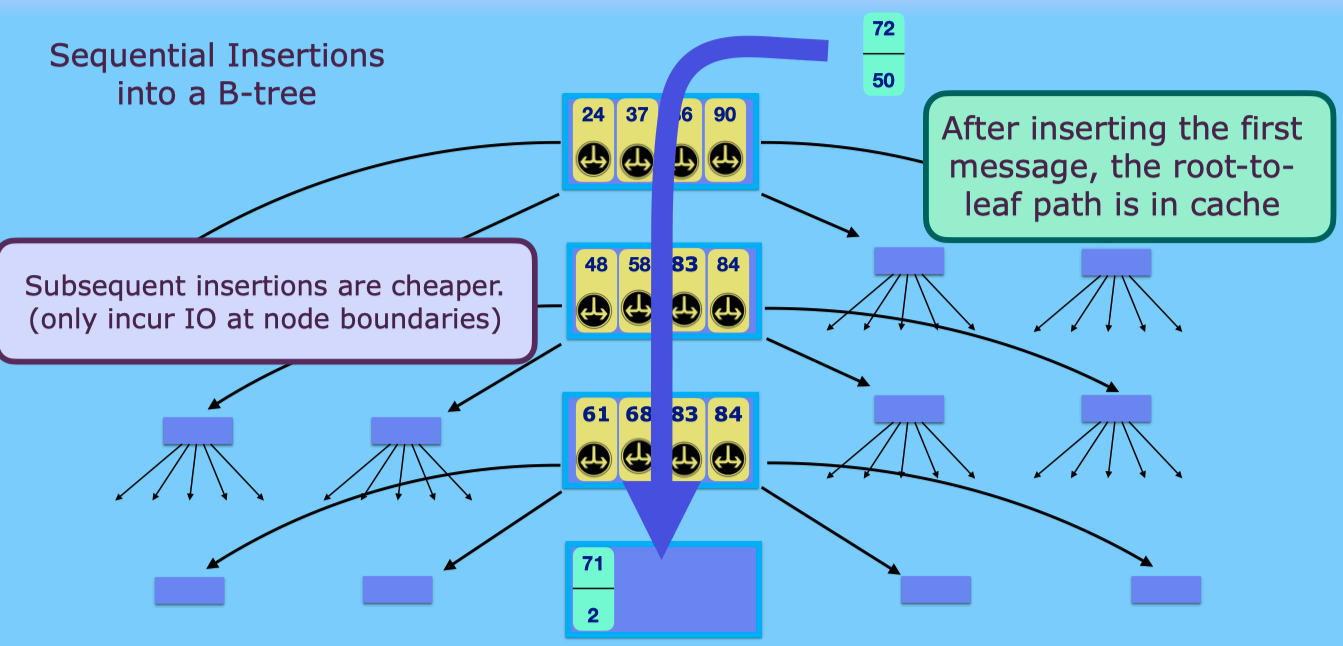 Sequential Insertions
into a B-tree
72
50
24 37 90
After inserting the first
message, the root-to-
leaf path is in cache
48 58 83 84
Subsequent insertions are cheaper.
(only incur IO at node boundaries)
61 68 83 84
71
2